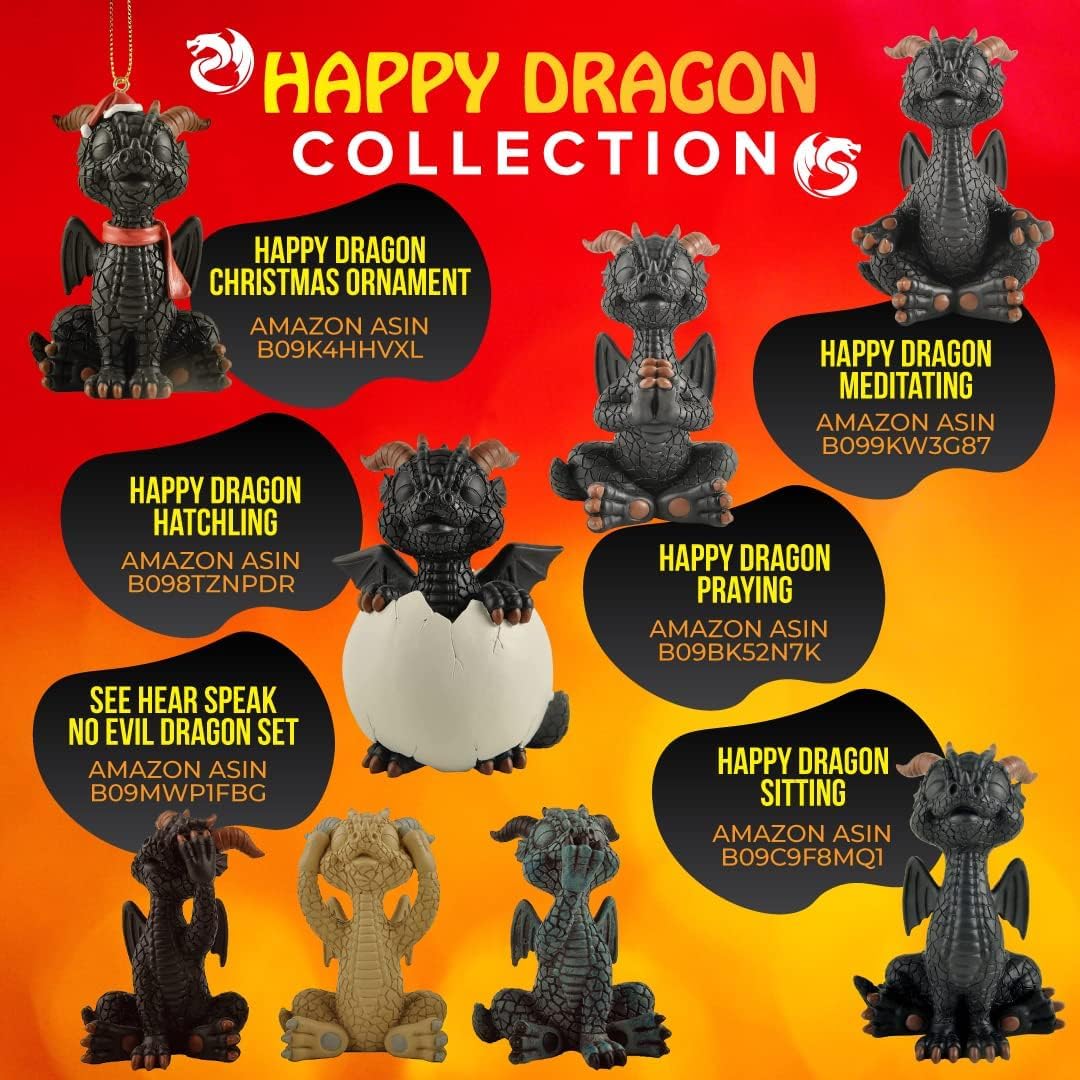 HAPPY DRAGON
COLLECTION
HAPPY DRAGON
CHRISTMAS ORNAMENT
AMAZON ASIN
B09K4HHVXL
HAPPY DRAGON
MEDITATING
AMAZON ASIN
B099KW3G87
HAPPY DRAGON
HATCHLING
AMAZON ASIN
B098TZNPDR
HAPPY DRAGON
PRAYING
AMAZON ASIN
B09BK52N7K
SEE HEAR SPEAK
NO EVIL DRAGON SET
AMAZON ASIN
B09MWP1FBG
HAPPY DRAGON
SITTING
AMAZON ASIN
B09C9F8MQ1